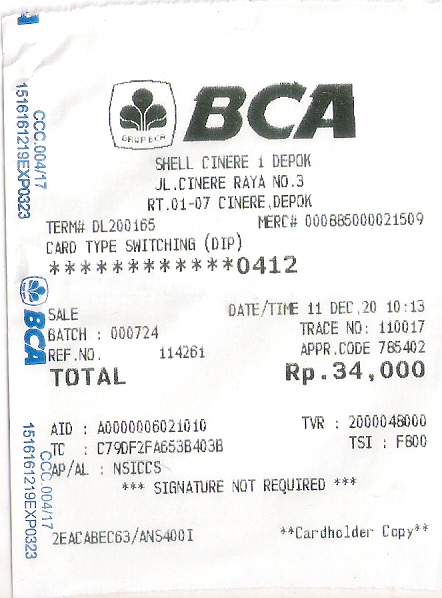 CCC.004/17
1516161219EXP0323
GROUP BCA
BCA
SHELL CINERE 1 DEPOK
JL.CINERE RAYA NO.3
RT.01-07 CINERE,DEPOK
TERM# DL200165 MERC# 000885000021509
CARD TYPE SWITCHING (DIP)
************0412
SALE DATE/TIME 11 DEC,20 10:13
BATCH : 000724 TRACE NO: 110017
REF.NO. 114261 APPR.CODE 785402
TOTAL Rp.34,000
AID : A0000006021010 TVR : 2000048000
TC : C79DF2FA653B403B TSI : F800
AP/AL : NSICCS
*** SIGNATURE NOT REQUIRED ***
2EACABEC63/ANS400I **Cardholder Copy**
BCA
CCC.004/17
1516161219EXP0323